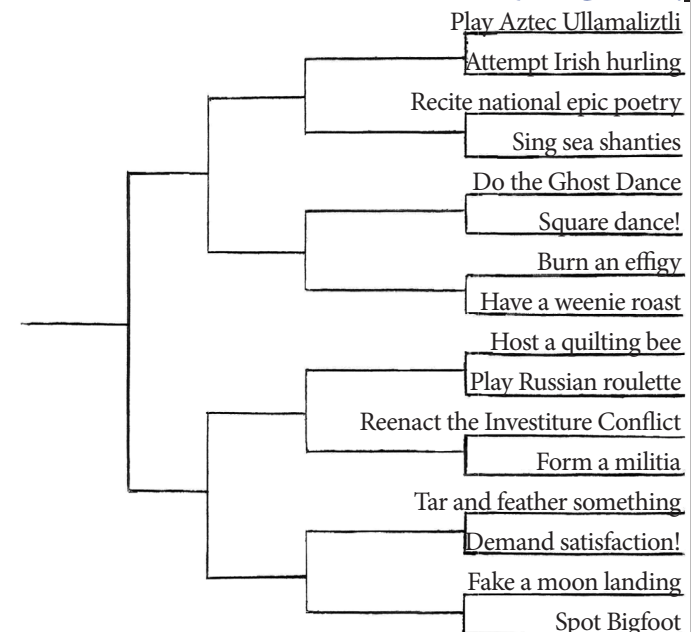 Play Aztec Ullamaliztli
Attempt Irish hurling
Recite national epic poetry
Sing sea shanties
Do the Ghost Dance
Square dance!
Burn an effigy
Have a weenie roast
Host a quilting bee
Play Russian roulette
Reenact the Investiture Conflict
Form a militia
Tar and feather something
Demand satisfaction!
Fake a moon landing
Spot Bigfoot